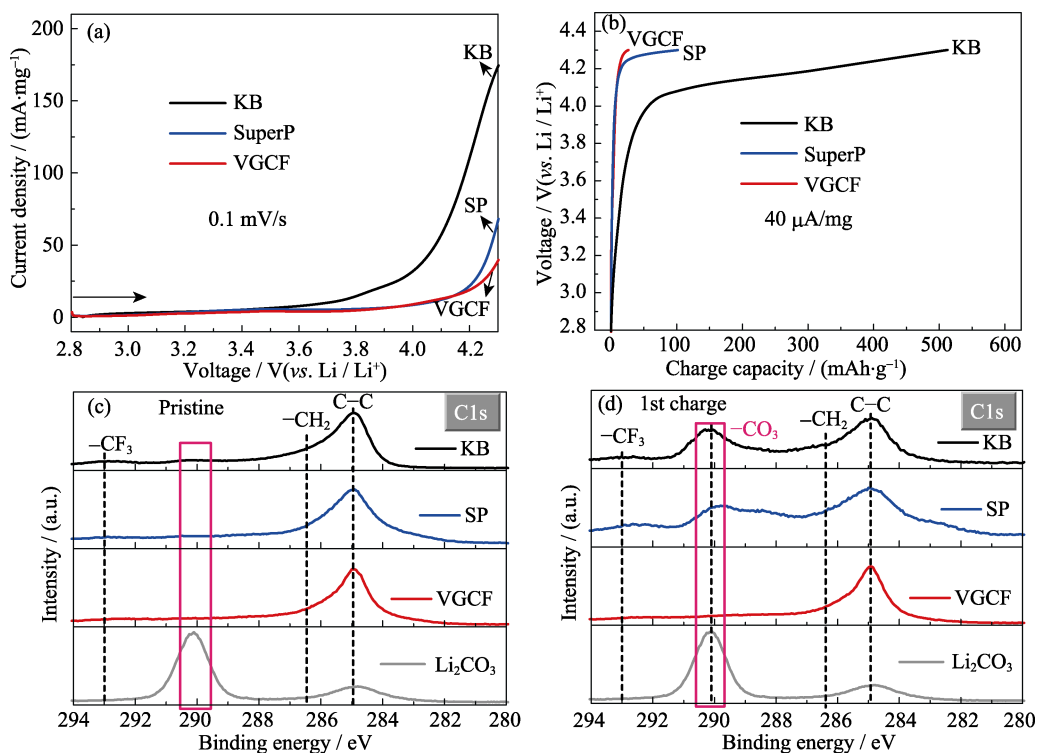 (a)
KB
KB
SuperP
VGCF
SP
0.1 mV/s
VGCF
Current density / (mA·mg⁻¹)
200
175
150
125
100
75
50
25
0
2.8 3.0 3.2 3.4 3.6 3.8 4.0 4.2
Voltage / V(vs. Li / Li⁺)
(b)
VGCF
SP
KB
KB
SuperP
VGCF
40 μA/mg
Voltage / V(vs. Li / Li⁺)
4.4
4.2
4.0
3.8
3.6
3.4
3.2
3.0
2.8
0 100 200 300 400 500 600
Charge capacity / (mAh·g⁻¹)
(c)
Pristine
C−C
C1s
−CF₃
−CH₂
KB
SP
VGCF
Li₂CO₃
Intensity / (a.u.)
294 292 290 288 286 284 282 280
Binding energy / eV
(d)
1st charge
C−C
C1s
−CF₃
−CO₃
−CH₂
KB
SP
VGCF
Li₂CO₃
Intensity / (a.u.)
294 292 290 288 286 284 282 280
Binding energy / eV